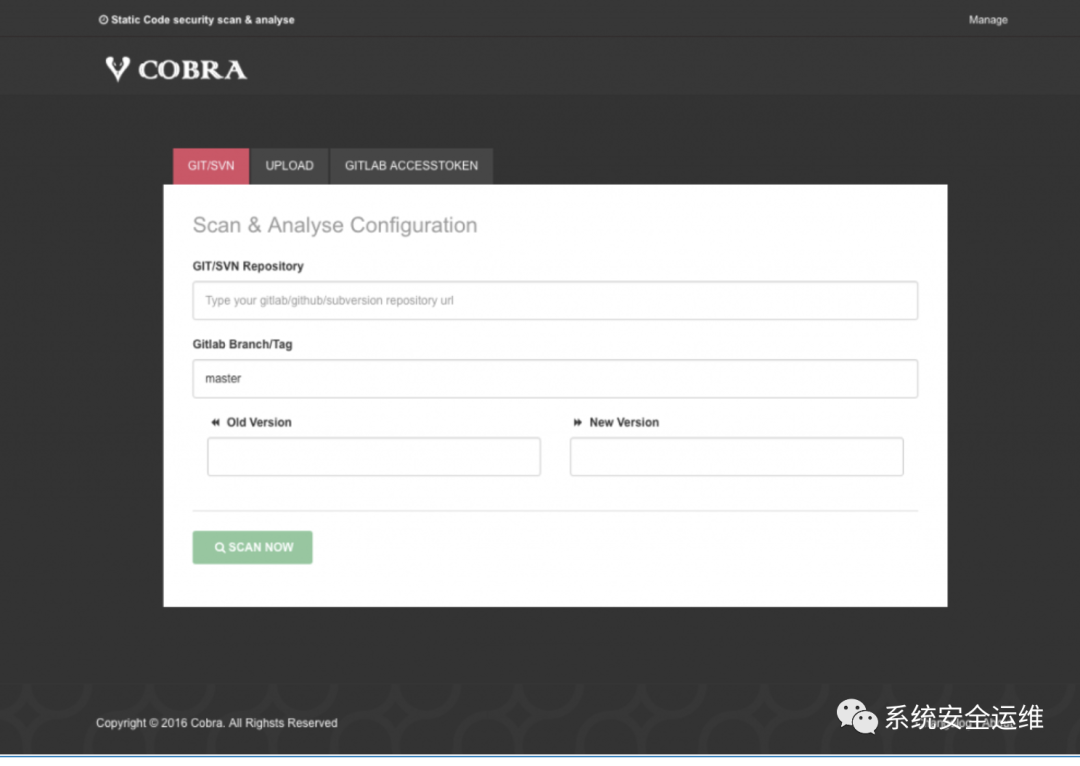 Static Code security scan & analyse
Manage
COBRA
GIT/SVN
UPLOAD
GITLAB ACCESSTOKEN
Scan & Analyse Configuration
GIT/SVN Repository
Type your gitlab/github/subversion repository url
Gitlab Branch/Tag
master
Old Version
New Version
SCAN NOW
Copyright © 2016 Cobra. All Righsts Reserved
系统安全运维